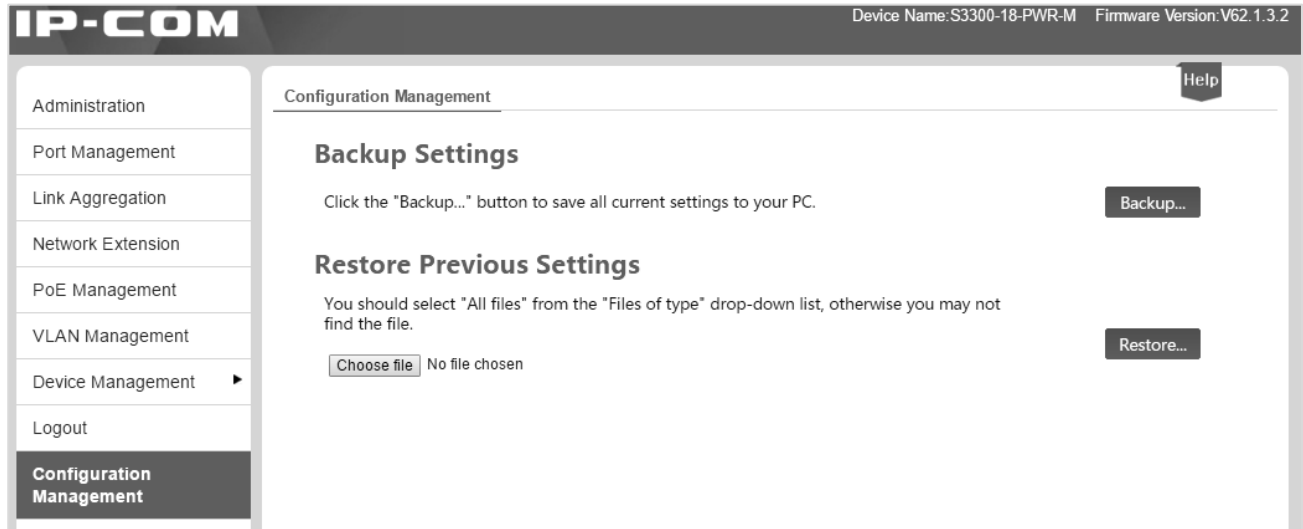 IP-COM
Device Name:S3300-18-PWR-M Firmware Version:V62.1.3.2
Administration
Port Management
Link Aggregation
Network Extension
PoE Management
VLAN Management
Device Management
Logout
Configuration
Management
Configuration Management
Help
Backup Settings
Click the "Backup..." button to save all current settings to your PC.
Backup...
Restore Previous Settings
You should select "All files" from the "Files of type" drop-down list, otherwise you may not
find the file.
Restore...
Choose file No file chosen